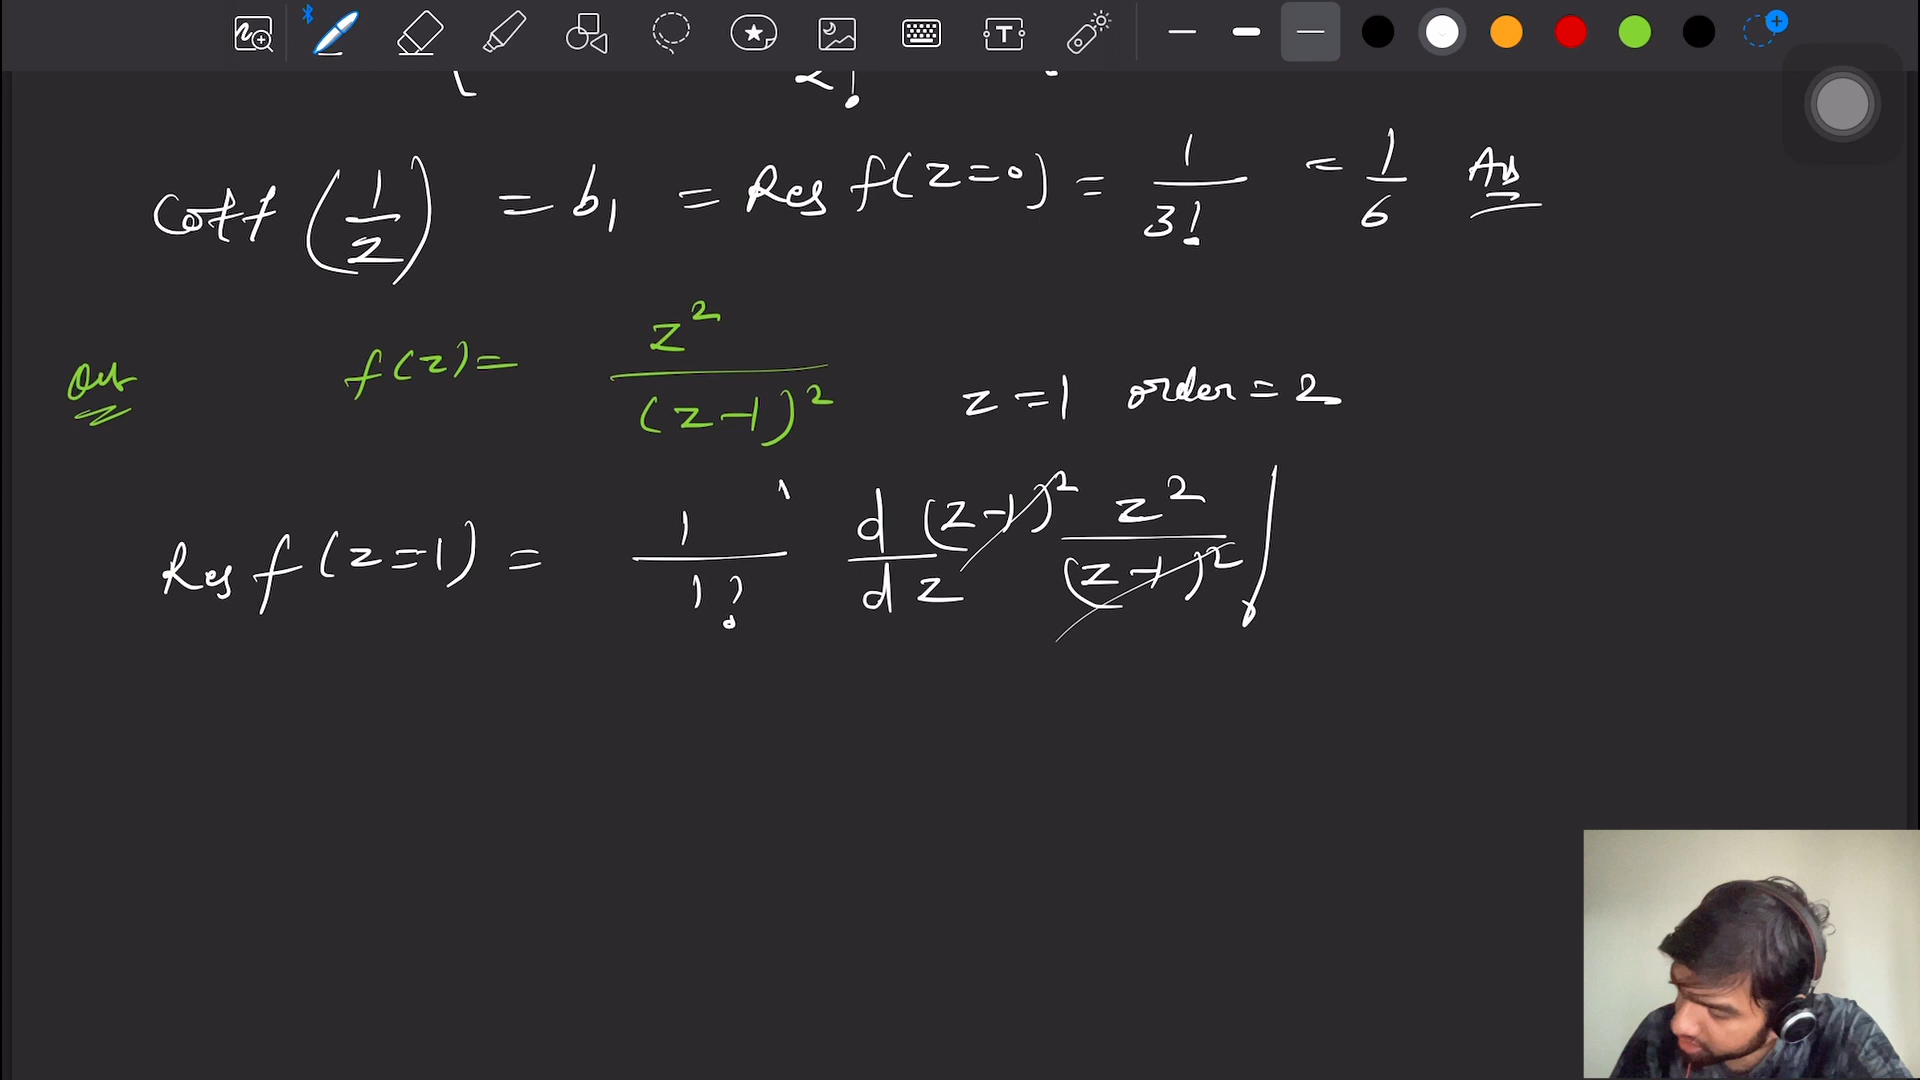 2!
Coff (1/z) = b₁ = Res f(z=0) = 1/3! = 1/6 Ans
f(z) = z²/(z-1)² z=1 order = 2
Res f(z=1) = 1/1! d/dz (z-1)² z²/(z-1)² |